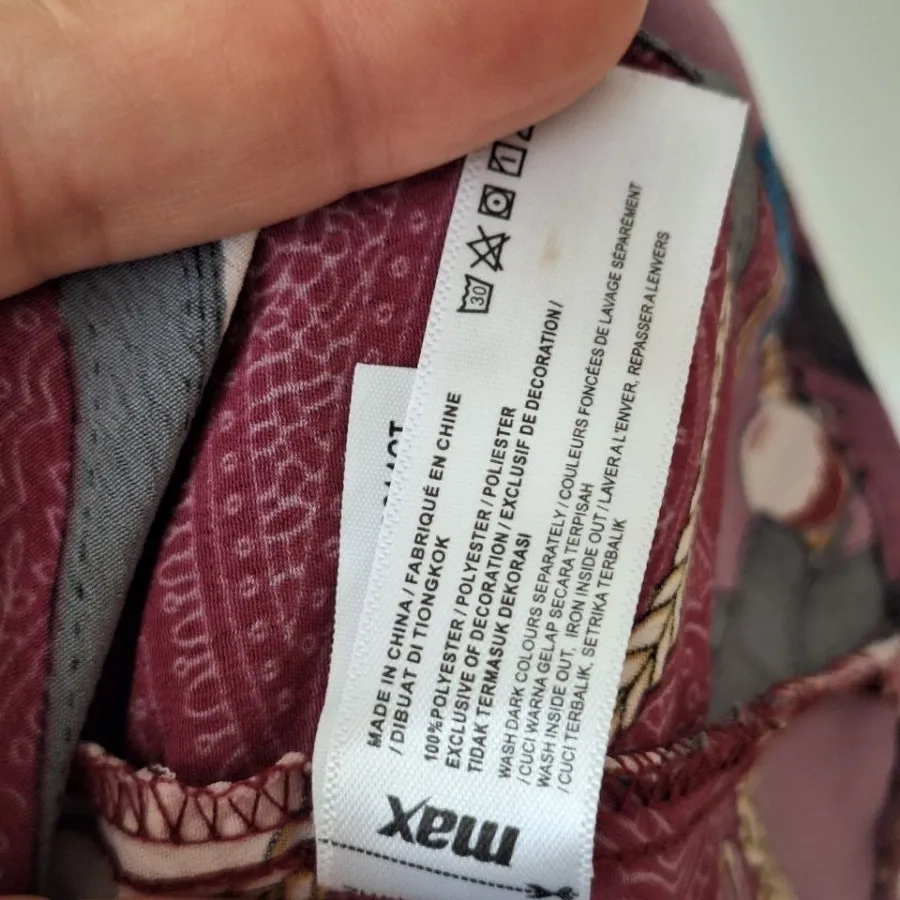 30
MADE IN CHINA / FABRIQUÉ EN CHINE
/ DIBUAT DI TIONGKOK
100%POLYESTER / POLYESTER / POLIESTER
EXCLUSIVE OF DECORATION / EXCLUSIF DE DECORATION /
TIDAK TERMASUK DEKORASI
WASH DARK COLOURS SEPARATELY / COULEURS FONCÉES DE LAVAGE SÉPARÉMENT
/ CUCI WARNA GELAP SECARA TERPISAH
WASH INSIDE OUT, IRON INSIDE OUT / LAVER A L'ENVER, REPASSER A L ENVERS
/ CUCI TERBALIK, SETRIKA TERBALIK
max